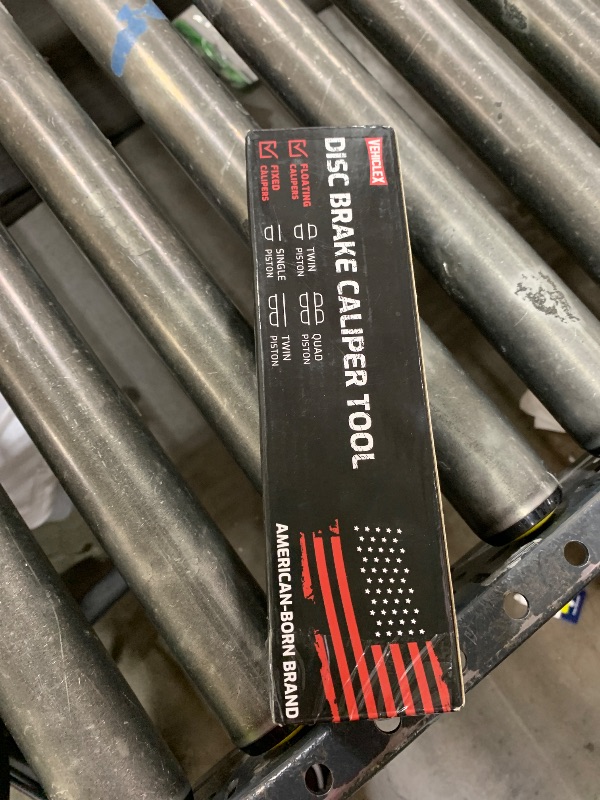 VEHICLEX
DISC BRAKE CALIPER TOOL
FLOATING
CALIPERS
TWIN
PISTON
QUAD
PISTON
FIXED
CALIPERS
SINGLE
PISTON
TWIN
PISTON
AMERICAN-BORN BRAND